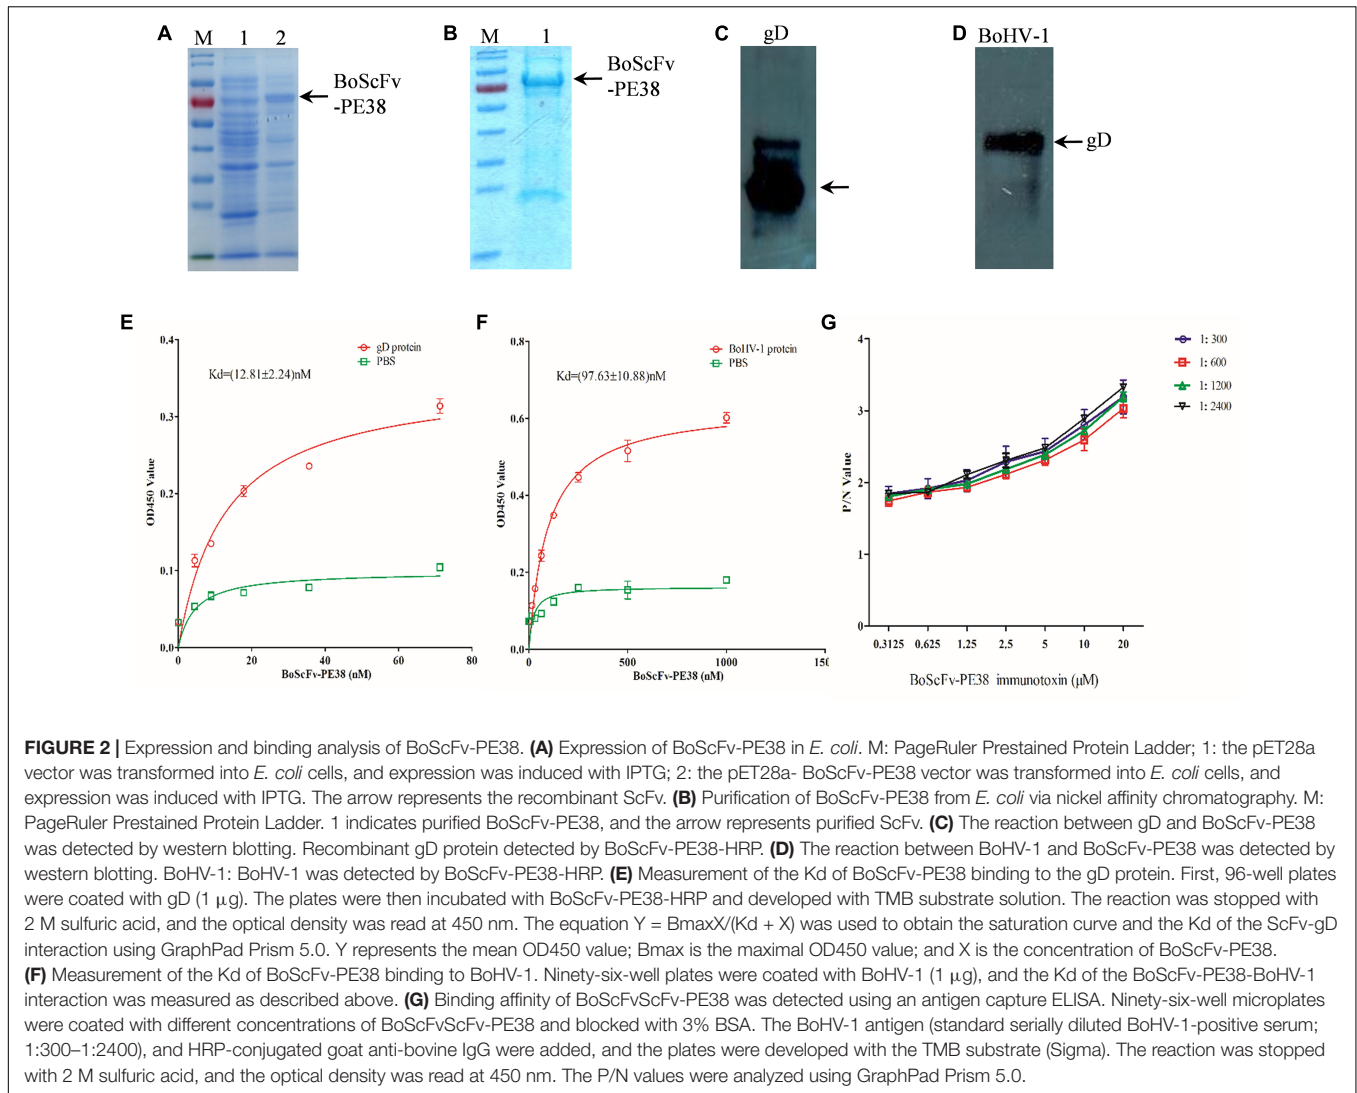 A
M 1 2
BoScFv
-PE38
B
M 1
BoScFv
-PE38
C
gD
D
BoHV-1
gD
E
0.4
0.3
0.2
0.1
0.0
OD450 Value
Kd=(12.81±2.24)nM
gD protein
PBS
0 20 40 60 80
BoScFv-PE38 (nM)
F
0.8
0.6
0.4
0.2
0.0
OD450 Value
Kd=(97.63±10.88)nM
BoHV-1 protein
PBS
0 500 1000 150
BoScFv-PE38 (nM)
G
4
3
2
1
0
P/N Value
1: 300
1: 600
1: 1200
1: 2400
0.3125 0.625 1.25 2.5 5 10 20
BoScFv-PE38 immunotoxin (μM)
FIGURE 2 | Expression and binding analysis of BoScFv-PE38. (A) Expression of BoScFv-PE38 in E. coli. M: PageRuler Prestained Protein Ladder; 1: the pET28a
vector was transformed into E. coli cells, and expression was induced with IPTG; 2: the pET28a- BoScFv-PE38 vector was transformed into E. coli cells, and
expression was induced with IPTG. The arrow represents the recombinant ScFv. (B) Purification of BoScFv-PE38 from E. coli via nickel affinity chromatography. M:
PageRuler Prestained Protein Ladder. 1 indicates purified BoScFv-PE38, and the arrow represents purified ScFv. (C) The reaction between gD and BoScFv-PE38
was detected by western blotting. Recombinant gD protein detected by BoScFv-PE38-HRP. (D) The reaction between BoHV-1 and BoScFv-PE38 was detected by
western blotting. BoHV-1: BoHV-1 was detected by BoScFv-PE38-HRP. (E) Measurement of the Kd of BoScFv-PE38 binding to the gD protein. First, 96-well plates
were coated with gD (1 μg). The plates were then incubated with BoScFv-PE38-HRP and developed with TMB substrate solution. The reaction was stopped with
2 M sulfuric acid, and the optical density was read at 450 nm. The equation Y = BmaxX/(Kd + X) was used to obtain the saturation curve and the Kd of the ScFv-gD
interaction using GraphPad Prism 5.0. Y represents the mean OD450 value; Bmax is the maximal OD450 value; and X is the concentration of BoScFv-PE38.
(F) Measurement of the Kd of BoScFv-PE38 binding to BoHV-1. Ninety-six-well plates were coated with BoHV-1 (1 μg), and the Kd of the BoScFv-PE38-BoHV-1
interaction was measured as described above. (G) Binding affinity of BoScFvScFv-PE38 was detected using an antigen capture ELISA. Ninety-six-well microplates
were coated with different concentrations of BoScFvScFv-PE38 and blocked with 3% BSA. The BoHV-1 antigen (standard serially diluted BoHV-1-positive serum;
1:300–1:2400), and HRP-conjugated goat anti-bovine IgG were added, and the plates were developed with the TMB substrate (Sigma). The reaction was stopped
with 2 M sulfuric acid, and the optical density was read at 450 nm. The P/N values were analyzed using GraphPad Prism 5.0.